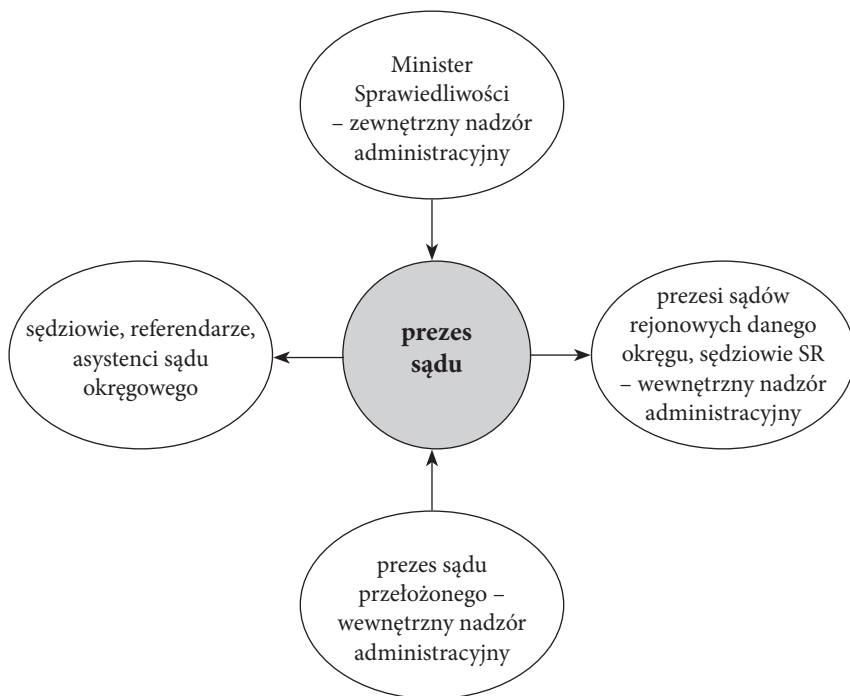 Minister
Sprawiedliwości
– zewnętrzny nadzór
administracyjny
sędziowie, referendarze,
asystenci sądu
okręgowego
prezes
sądu
prezesi sądów
rejonowych danego
okręgu, sędziowie SR
– wewnętrzny nadzór
administracyjny
prezes sądu
przełożonego –
wewnętrzny nadzór
administracyjny